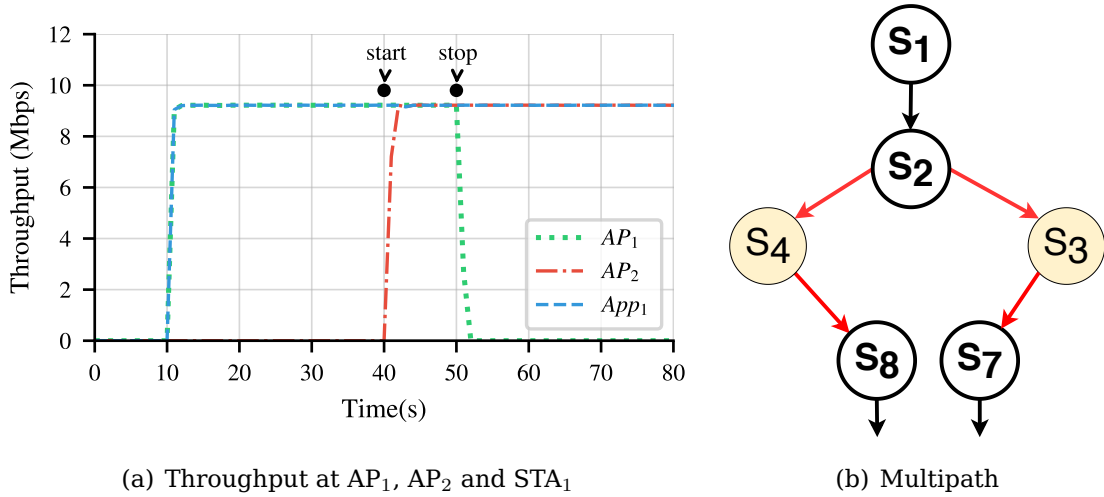 12
10
8
6
4
2
0
Throughput (Mbps)
start
stop
AP1
AP2
App1
0 10 20 30 40 50 60 70 80
Time(s)
(a) Throughput at AP1, AP2 and STA1
S1
S2
S4
S3
S8
S7
(b) Multipath